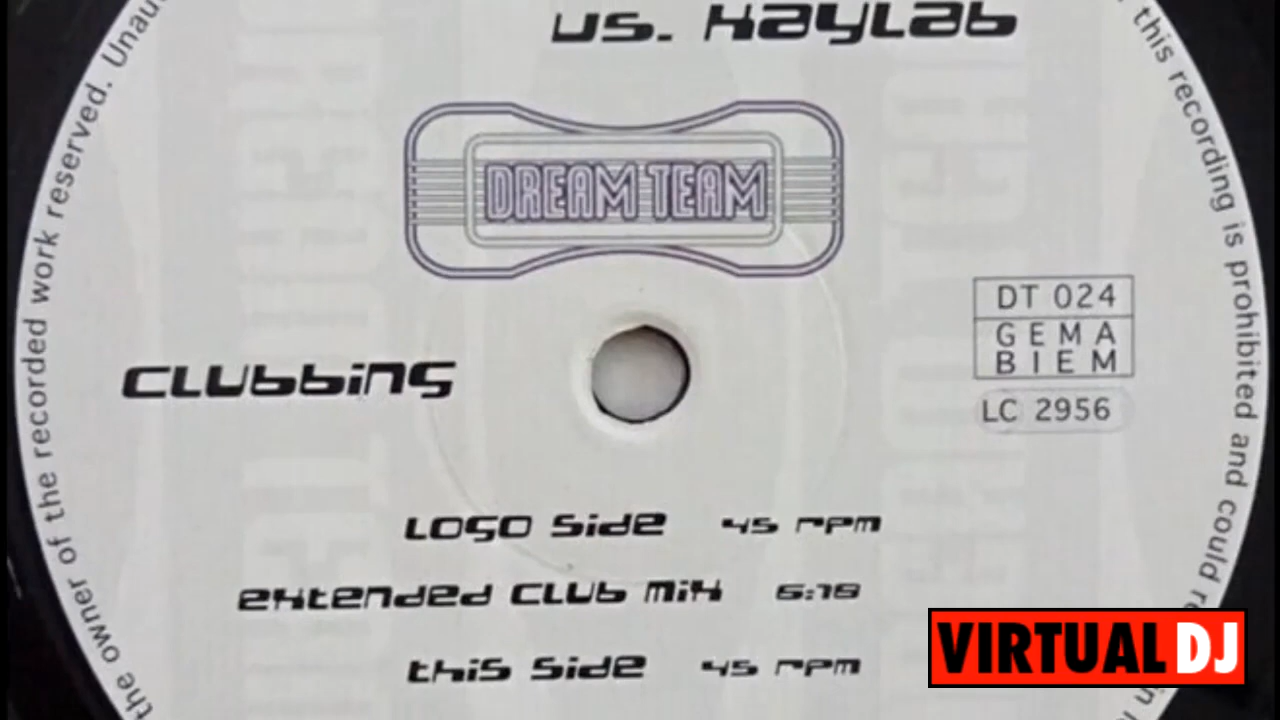 vs. Kaylab
DREAM TEAM
DT 024
GEMA
BIEM
LC 2956
Clubbing
Logo Side 45 rpm
extended Club mix 6:18
this Side 45 rpm
the owner of the recorded work reserved.
this recording is prohibited and could
VIRTUAL DJ